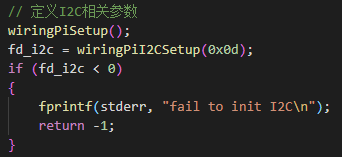 // 定义I2C相关参数
wiringPiSetup();
fd_i2c = wiringPiI2CSetup(0x0d);
if (fd_i2c < 0)
{
    fprintf(stderr, "fail to init I2C\n");
    return -1;
}